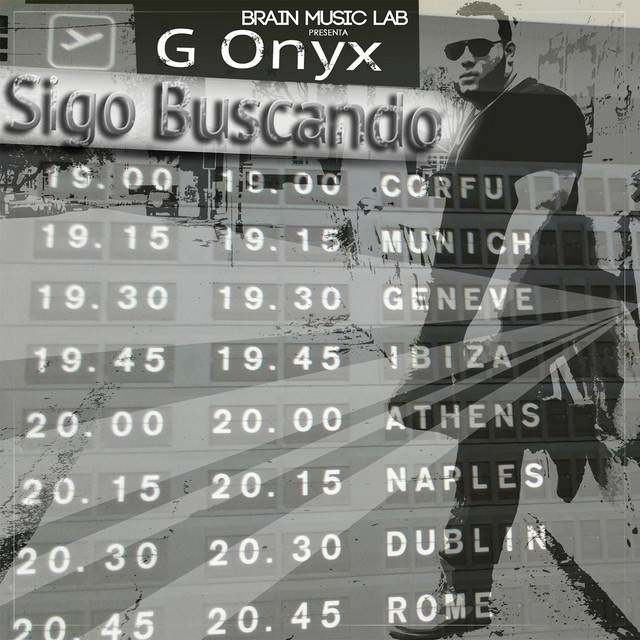 BRAIN MUSIC LAB
PRESENTA
G Onyx
Sigo Buscando
19.00 19.00 CORFU
19.15 19.15 MUNICH
19.30 19.30 GENEVE
19.45 19.45 IBIZA
20.00 20.00 ATHENS
20.15 20.15 NAPLES
20.30 20.30 DUBLIN
20.45 20.45 ROME